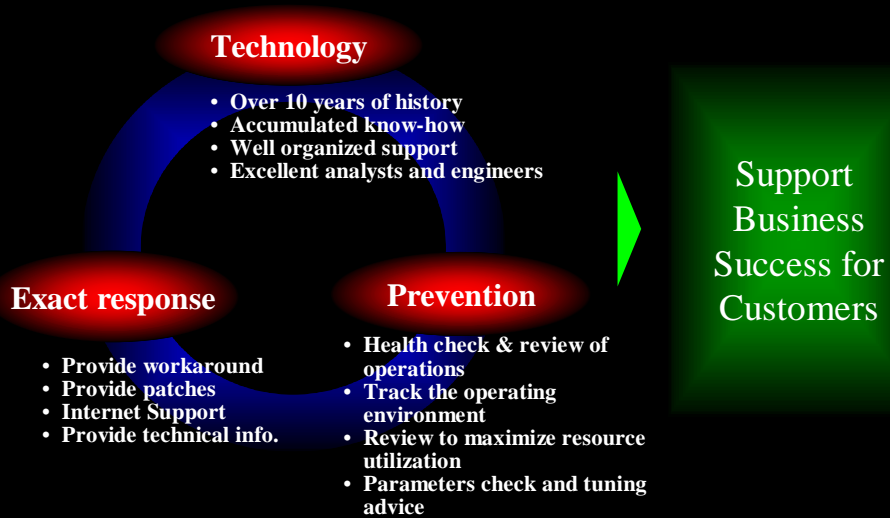 Technology
• Over 10 years of history
• Accumulated know-how
• Well organized support
• Excellent analysts and engineers
Exact response
• Provide workaround
• Provide patches
• Internet Support
• Provide technical info.
Prevention
• Health check & review of
operations
• Track the operating
environment
• Review to maximize resource
utilization
• Parameters check and tuning
advice
Support
Business
Success for
Customers